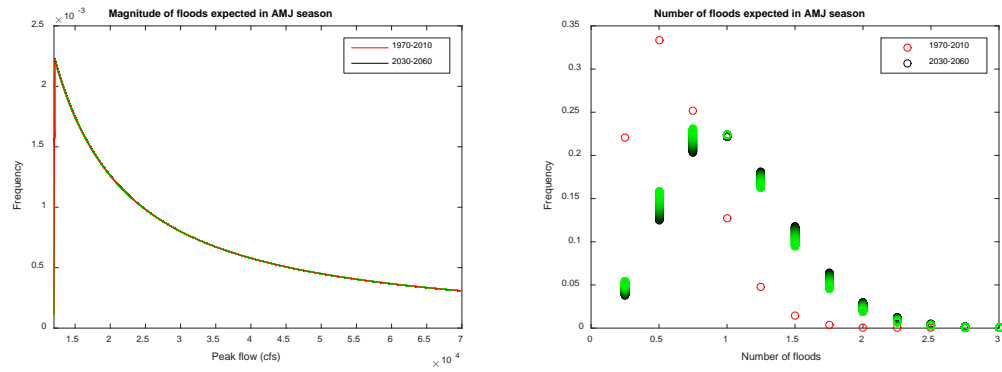 Magnitude of floods expected in AMJ season
× 10⁻³
2.5
2
1.5
1
0.5
0
Frequency
1970-2010
2030-2060
1.5 2 2.5 3 3.5 4 4.5 5 5.5 6 6.5 7
Peak flow (cfs)
× 10⁴
Number of floods expected in AMJ season
0.35
0.3
0.25
0.2
0.15
0.1
0.05
0
Frequency
1970-2010
2030-2060
0 0.5 1.0 1.5 2.0 2.5 3
Number of floods